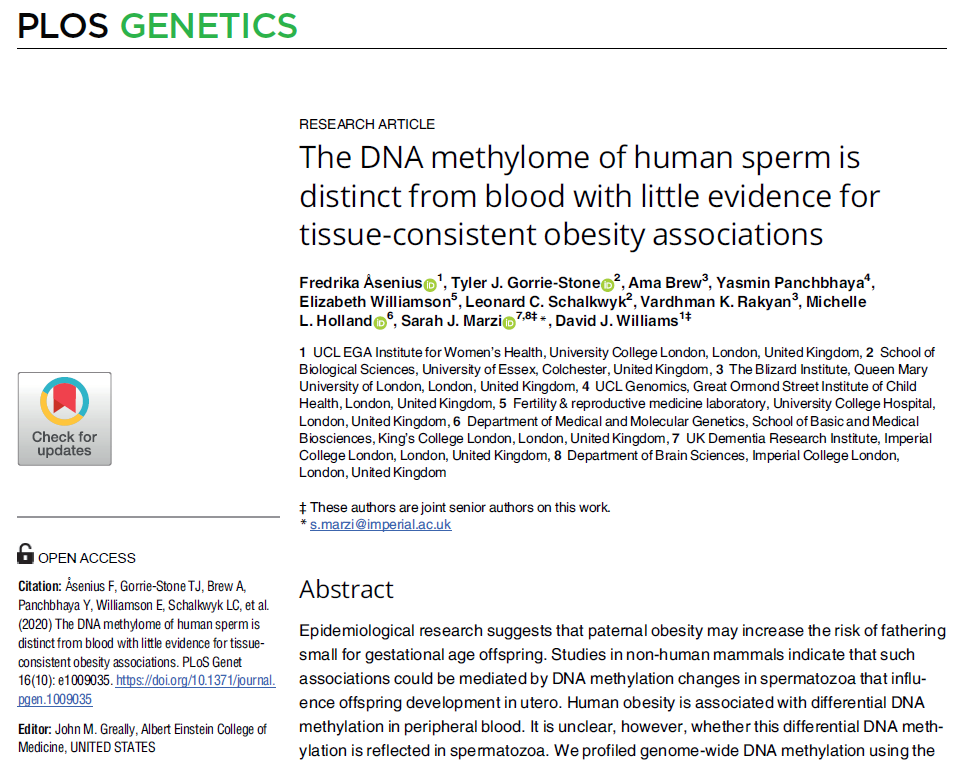 PLOS GENETICS
RESEARCH ARTICLE
The DNA methylome of human sperm is
distinct from blood with little evidence for
tissue-consistent obesity associations
Fredrika Åsenius iD 1, Tyler J. Gorrie-Stone iD 2, Ama Brew3, Yasmin Panchbhaya4,
Elizabeth Williamson5, Leonard C. Schalkwyk2, Vardhman K. Rakyan3, Michelle
L. Holland iD 6, Sarah J. Marzi iD 7,8‡*, David J. Williams1‡
1 UCL EGA Institute for Women's Health, University College London, London, United Kingdom, 2 School of
Biological Sciences, University of Essex, Colchester, United Kingdom, 3 The Blizard Institute, Queen Mary
University of London, London, United Kingdom, 4 UCL Genomics, Great Ormond Street Institute of Child
Health, London, United Kingdom, 5 Fertility & reproductive medicine laboratory, University College Hospital,
London, United Kingdom, 6 Department of Medical and Molecular Genetics, School of Basic and Medical
Biosciences, King's College London, London, United Kingdom, 7 UK Dementia Research Institute, Imperial
College London, London, United Kingdom, 8 Department of Brain Sciences, Imperial College London,
London, United Kingdom
‡ These authors are joint senior authors on this work.
* s.marzi@imperial.ac.uk
Abstract
Epidemiological research suggests that paternal obesity may increase the risk of fathering
small for gestational age offspring. Studies in non-human mammals indicate that such
associations could be mediated by DNA methylation changes in spermatozoa that influ-
ence offspring development in utero. Human obesity is associated with differential DNA
methylation in peripheral blood. It is unclear, however, whether this differential DNA meth-
ylation is reflected in spermatozoa. We profiled genome-wide DNA methylation using the
Check for
updates
OPEN ACCESS
Citation: Åsenius F, Gorrie-Stone TJ, Brew A,
Panchbhaya Y, Williamson E, Schalkwyk LC, et al.
(2020) The DNA methylome of human sperm is
distinct from blood with little evidence for tissue-
consistent obesity associations. PLoS Genet
16(10): e1009035. https://doi.org/10.1371/journal.
pgen.1009035
Editor: John M. Greally, Albert Einstein College of
Medicine, UNITED STATES